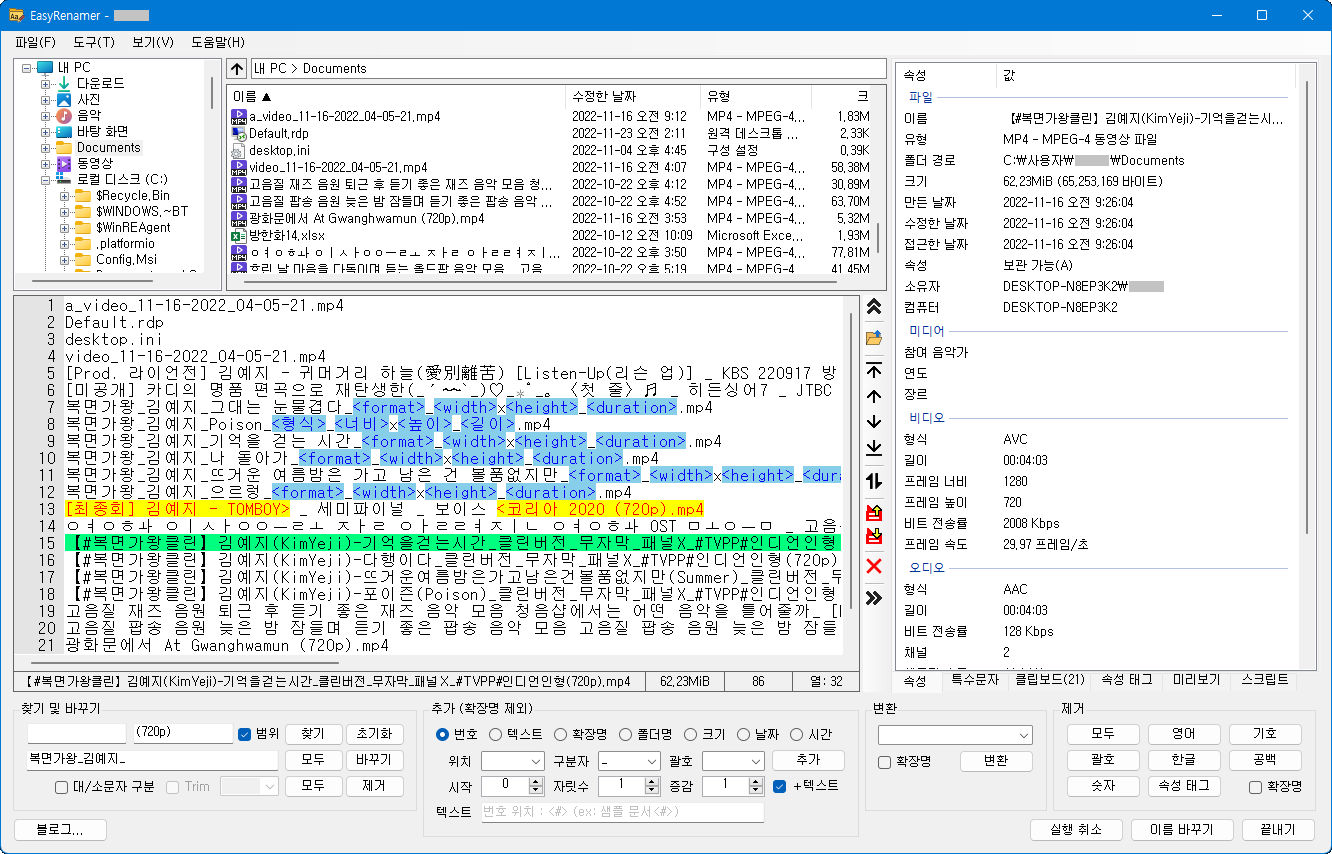 EasyRenamer -
파일(F) 도구(T) 보기(V) 도움말(H)
내 PC
다운로드
사진
음악
바탕 화면
Documents
동영상
로컬 디스크 (C:)
$Recycle.Bin
$WINDOWS.~BT
$WinREAgent
.platformio
Config.Msi
내 PC > Documents
이름 ▲ 수정한 날짜 유형 크
a_video_11-16-2022_04-05-21.mp4 2022-11-16 오전 9:12 MP4 - MPEG-4... 1,83M
Default.rdp 2022-11-23 오전 2:11 원격 데스크톱 ... 2,33K
desktop.ini 2022-11-04 오후 4:45 구성 설정 0,39K
video_11-16-2022_04-05-21.mp4 2022-11-16 오전 4:07 MP4 - MPEG-4... 58,38M
고음질 재즈 음원 퇴근 후 듣기 좋은 재즈 음악 모음 청... 2022-10-22 오후 4:12 MP4 - MPEG-4... 30,89M
고음질 팝송 음원 늦은 밤 잠들며 듣기 좋은 팝송 음악 ... 2022-10-22 오후 4:52 MP4 - MPEG-4... 63,70M
광화문에서 At Gwanghwamun (720p).mp4 2022-11-16 오전 3:53 MP4 - MPEG-4... 5,32M
방한화14.xlsx 2022-10-12 오전 10:09 Microsoft Exce... 1,93M
ㅇㅕㅇㅎㅘ ㅇㅣㅅㅏㅇㅇㅡㄹㅗ ㅈㅏㄹ ㅇㅏㄹㄹㅕㅈㅣ... 2022-10-22 오후 3:50 MP4 - MPEG-4... 77,81M
흐린 날 마음을 다독이며 듣는 올드팝 음악 모음 _ 고음... 2022-10-22 오후 5:19 MP4 - MPEG-4... 41,45M
1 a_video_11-16-2022_04-05-21.mp4
2 Default.rdp
3 desktop.ini
4 video_11-16-2022_04-05-21.mp4
5 [Prod. 라이언전] 김예지 - 귀머거리 하늘(愛別離苦) [Listen-Up(리슨 업)] _ KBS 220917 방
6 [미공개] 카디의 명품 편곡으로 재탄생한 〈첫 줄〉♬ _ 히든싱어7 _ JTBC
7 복면가왕_김예지_그대는 눈물겹다_<format>_<width>x<height>_<duration>.mp4
8 복면가왕_김예지_Poison_<형식>_<너비>x<높이>_<길이>.mp4
9 복면가왕_김예지_기억을 걷는 시간_<format>_<width>x<height>_<duration>.mp4
10 복면가왕_김예지_나 돌아가_<format>_<width>x<height>_<duration>.mp4
11 복면가왕_김예지_뜨거운 여름밤은 가고 남은 건 볼품없지만_<format>_<width>x<height>_<dura
12 복면가왕_김예지_으르렁_<format>_<width>x<height>_<duration>.mp4
13 [최종회] 김예지 - TOMBOY> _ 세미파이널 _ 보이스 <코리아 2020 (720p).mp4
14 ㅇㅕㅇㅎㅘ ㅇㅣㅅㅏㅇㅇㅡㄹㅗ ㅈㅏㄹ ㅇㅏㄹㄹㅕㅈㅣㄴ ㅇㅕㅇㅎㅘ OST ㅁㅗㅇㅡㅁ _ 고음
15 【#복면가왕클린】김예지(KimYeji)-기억을걷는시간_클린버전_무자막_패널X_#TVPP#인디언인형
16 【#복면가왕클린】김예지(KimYeji)-다행이다_클린버전_무자막_패널X_#TVPP#인디언인형(720p)
17 【#복면가왕클린】김예지(KimYeji)-뜨거운여름밤은가고남은건볼품없지만(Summer)_클린버전_무
18 【#복면가왕클린】김예지(KimYeji)-포이즌(Poison)_클린버전_무자막_패널X_#TVPP#인디언인형
19 고음질 재즈 음원 퇴근 후 듣기 좋은 재즈 음악 모음 청음샵에서는 어떤 음악을 틀어줄까_
20 고음질 팝송 음원 늦은 밤 잠들며 듣기 좋은 팝송 음악 모음 고음질 팝송 음원 늦은 밤 잠들
21 광화문에서 At Gwanghwamun (720p).mp4
【#복면가왕클린】김예지(KimYeji)-기억을걷는시간_클린버전_무자막_패널X_#TVPP#인디언인형(720p).mp4 62,23MiB 86 열: 32
속성 값
파일
이름 【#복면가왕클린】김예지(KimYeji)-기억을걷는시...
유형 MP4 - MPEG-4 동영상 파일
폴더 경로 C:₩사용자₩ ₩Documents
크기 62,23MiB (65,253,169 바이트)
만든 날짜 2022-11-16 오전 9:26:04
수정한 날짜 2022-11-16 오전 9:26:04
접근한 날짜 2022-11-16 오전 9:26:04
속성 보관 가능(A)
소유자 DESKTOP-N8EP3K2₩
컴퓨터 DESKTOP-N8EP3K2
미디어
참여 음악가
연도
장르
비디오
형식 AVC
길이 00:04:03
프레임 너비 1280
프레임 높이 720
비트 전송률 2008 Kbps
프레임 속도 29,97 프레임/초
오디오
형식 AAC
길이 00:04:03
비트 전송률 128 Kbps
채널 2
속성 특수문자 클립보드(21) 속성 태그 미리보기 스크립트
찾기 및 바꾸기
(720p) 범위 찾기 초기화
복면가왕_김예지_ 모두 바꾸기
대/소문자 구분 Trim 모두 제거
추가 (확장명 제외)
번호 텍스트 확장명 폴더명 크기 날짜 시간
위치 구분자 _ 괄호 추가
시작 0 자릿수 1 증감 1 +텍스트
텍스트 번호 위치 : <#> (ex: 샘플 문서<#>)
변환
확장명 변환
제거
모두 영어 기호
괄호 한글 공백
숫자 속성 태그 확장명
블로그... 실행 취소 이름 바꾸기 끝내기